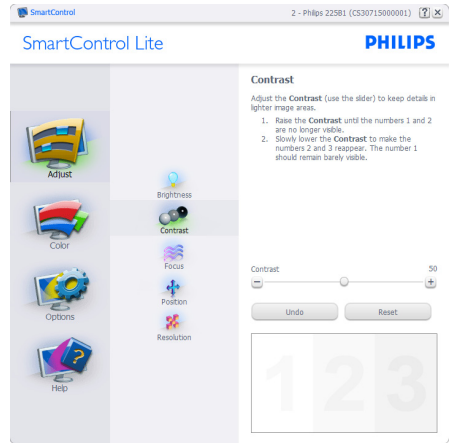 SmartControl
2 - Philips 225B1 (CS30715000001)
?
SmartControl Lite
PHILIPS
Adjust
Color
Options
Help
Brightness
Contrast
Focus
Position
Resolution
Contrast
Adjust the Contrast (use the slider) to keep details in
lighter image areas.
1. Raise the Contrast until the numbers 1 and 2
are no longer visible.
2. Slowly lower the Contrast to make the
numbers 2 and 3 reappear. The number 1
should remain barely visible.
Contrast
50
Undo
Reset
1 2 3